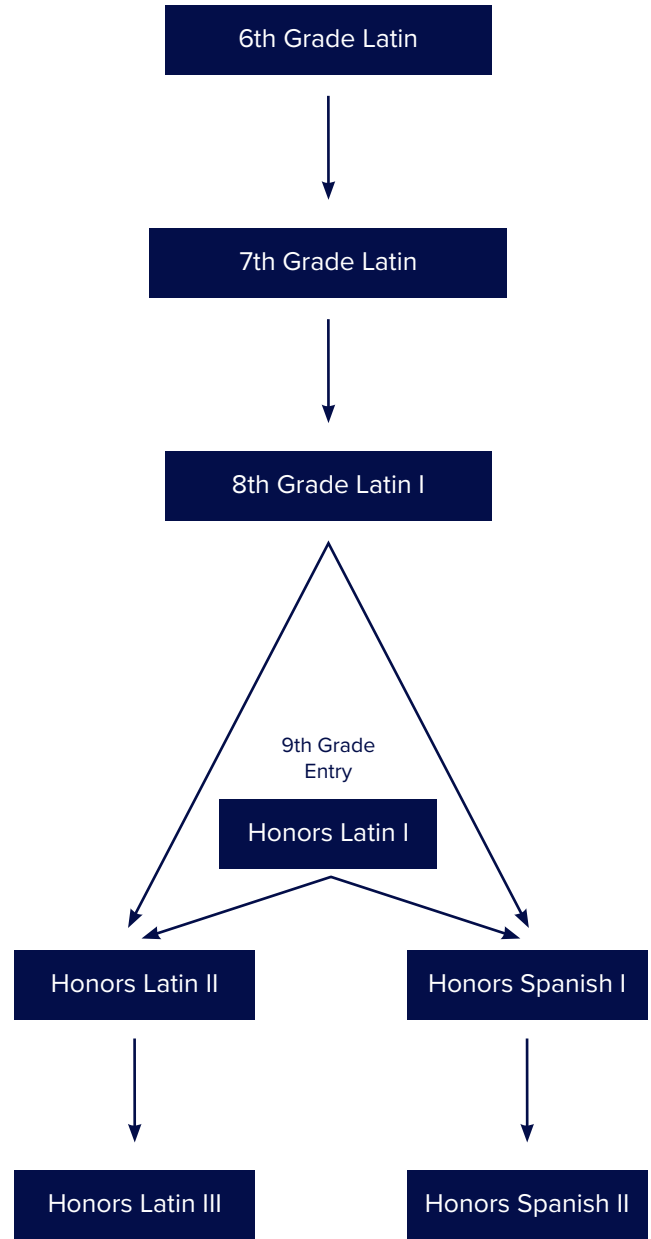 6th Grade Latin
7th Grade Latin
8th Grade Latin I
9th Grade
Entry
Honors Latin I
Honors Latin II
Honors Spanish I
Honors Latin III
Honors Spanish II